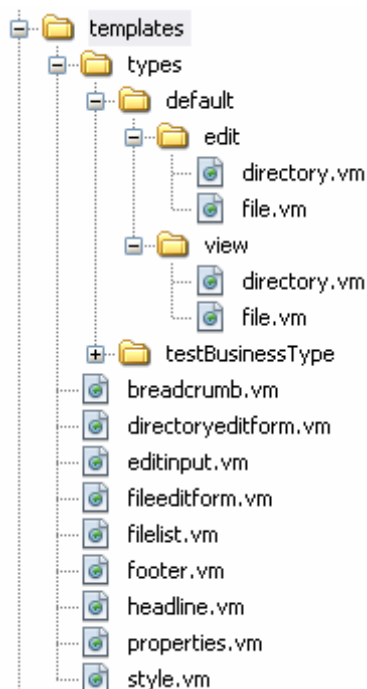 templates
types
default
edit
directory.vm
file.vm
view
directory.vm
file.vm
testBusinessType
breadcrumb.vm
directoryeditform.vm
editinput.vm
fileeditform.vm
filelist.vm
footer.vm
headline.vm
properties.vm
style.vm